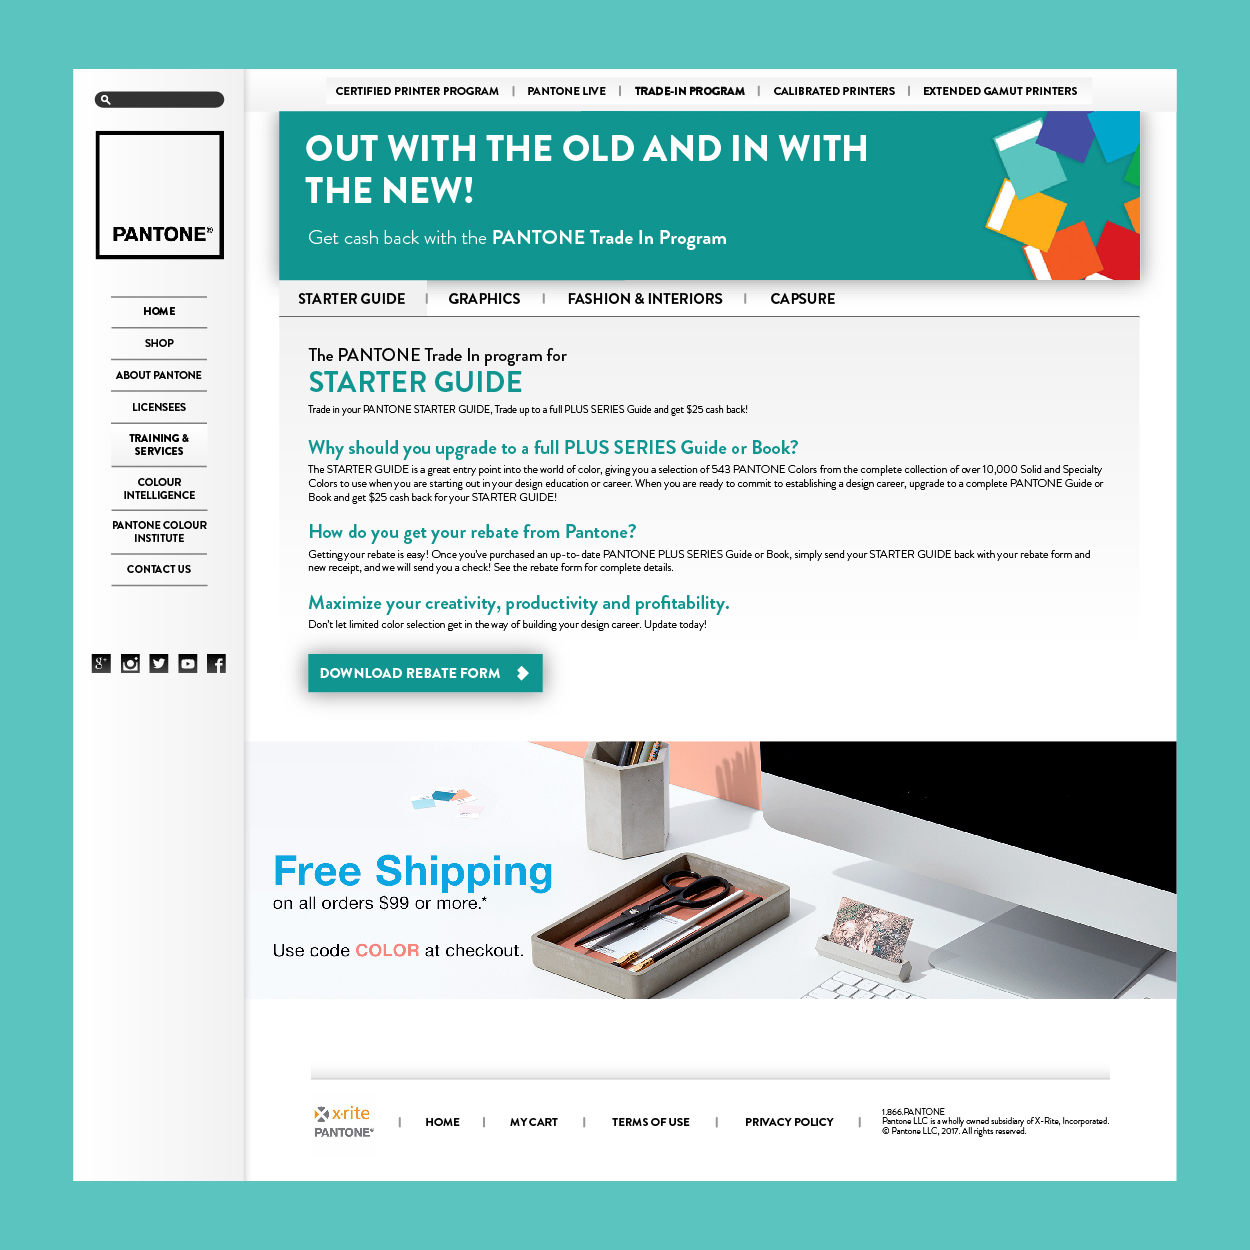 CERTIFIED PRINTER PROGRAM | PANTONE LIVE | TRADE-IN PROGRAM | CALIBRATED PRINTERS | EXTENDED GAMUT PRINTERS
PANTONE®
HOME
SHOP
ABOUT PANTONE
LICENSEES
TRAINING &
SERVICES
COLOUR
INTELLIGENCE
PANTONE COLOUR
INSTITUTE
CONTACT US
g+
OUT WITH THE OLD AND IN WITH
THE NEW!
Get cash back with the PANTONE Trade In Program
STARTER GUIDE | GRAPHICS | FASHION & INTERIORS | CAPSURE
The PANTONE Trade In program for
STARTER GUIDE
Trade in your PANTONE STARTER GUIDE, Trade up to a full PLUS SERIES Guide and get $25 cash back!
Why should you upgrade to a full PLUS SERIES Guide or Book?
The STARTER GUIDE is a great entry point into the world of color, giving you a selection of 543 PANTONE Colors from the complete collection of over 10,000 Solid and Specialty
Colors to use when you are starting out in your design education or career. When you are ready to commit to establishing a design career, upgrade to a complete PANTONE Guide or
Book and get $25 cash back for your STARTER GUIDE!
How do you get your rebate from Pantone?
Getting your rebate is easy! Once you've purchased an up-to-date PANTONE PLUS SERIES Guide or Book, simply send your STARTER GUIDE back with your rebate form and
new receipt, and we will send you a check! See the rebate form for complete details.
Maximize your creativity, productivity and profitability.
Don't let limited color selection get in the way of building your design career. Update today!
DOWNLOAD REBATE FORM
Free Shipping
on all orders $99 or more.*
Use code COLOR at checkout.
x·rite
PANTONE®
| HOME | MY CART | TERMS OF USE | PRIVACY POLICY |
1.866.PANTONE
Pantone LLC is a wholly owned subsidiary of X-Rite, Incorporated.
© Pantone LLC, 2017. All rights reserved.